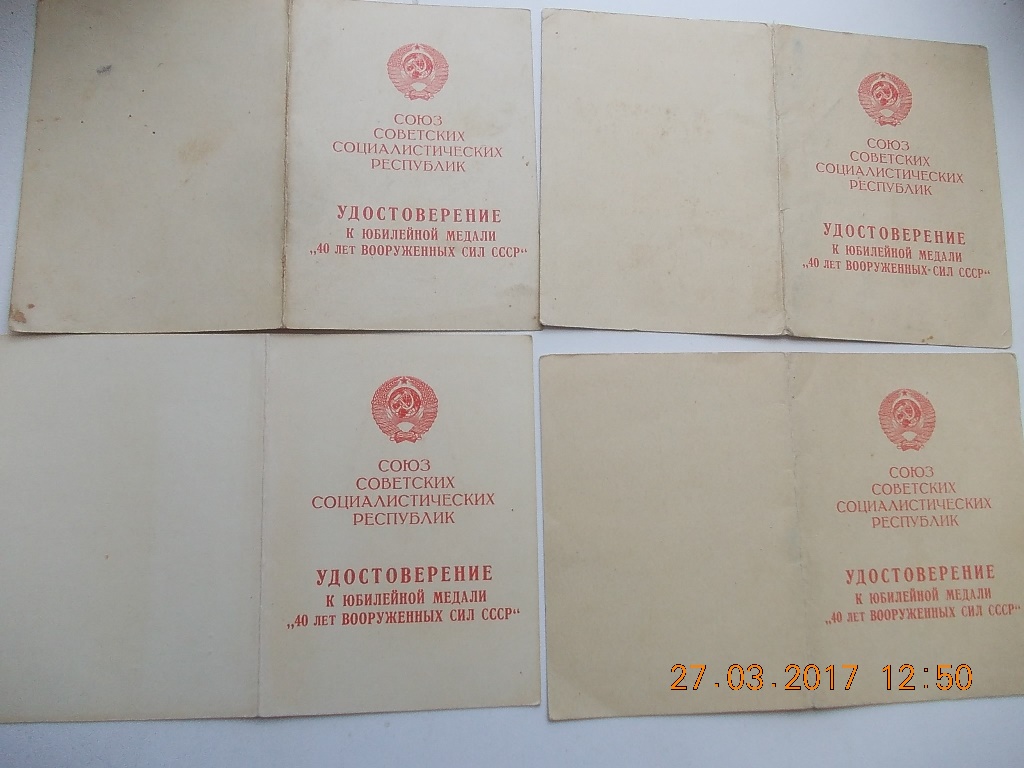 СОЮЗ
СОВЕТСКИХ
СОЦИАЛИСТИЧЕСКИХ
РЕСПУБЛИК
УДОСТОВЕРЕНИЕ
К ЮБИЛЕЙНОЙ МЕДАЛИ
„40 ЛЕТ ВООРУЖЕННЫХ СИЛ СССР“
СОЮЗ
СОВЕТСКИХ
СОЦИАЛИСТИЧЕСКИХ
РЕСПУБЛИК
УДОСТОВЕРЕНИЕ
К ЮБИЛЕЙНОЙ МЕДАЛИ
„40 ЛЕТ ВООРУЖЕННЫХ СИЛ СССР“
СОЮЗ
СОВЕТСКИХ
СОЦИАЛИСТИЧЕСКИХ
РЕСПУБЛИК
УДОСТОВЕРЕНИЕ
К ЮБИЛЕЙНОЙ МЕДАЛИ
„40 ЛЕТ ВООРУЖЕННЫХ СИЛ СССР“
СОЮЗ
СОВЕТСКИХ
СОЦИАЛИСТИЧЕСКИХ
РЕСПУБЛИК
УДОСТОВЕРЕНИЕ
К ЮБИЛЕЙНОЙ МЕДАЛИ
„40 ЛЕТ ВООРУЖЕННЫХ СИЛ СССР“
27.03.2017 12:50